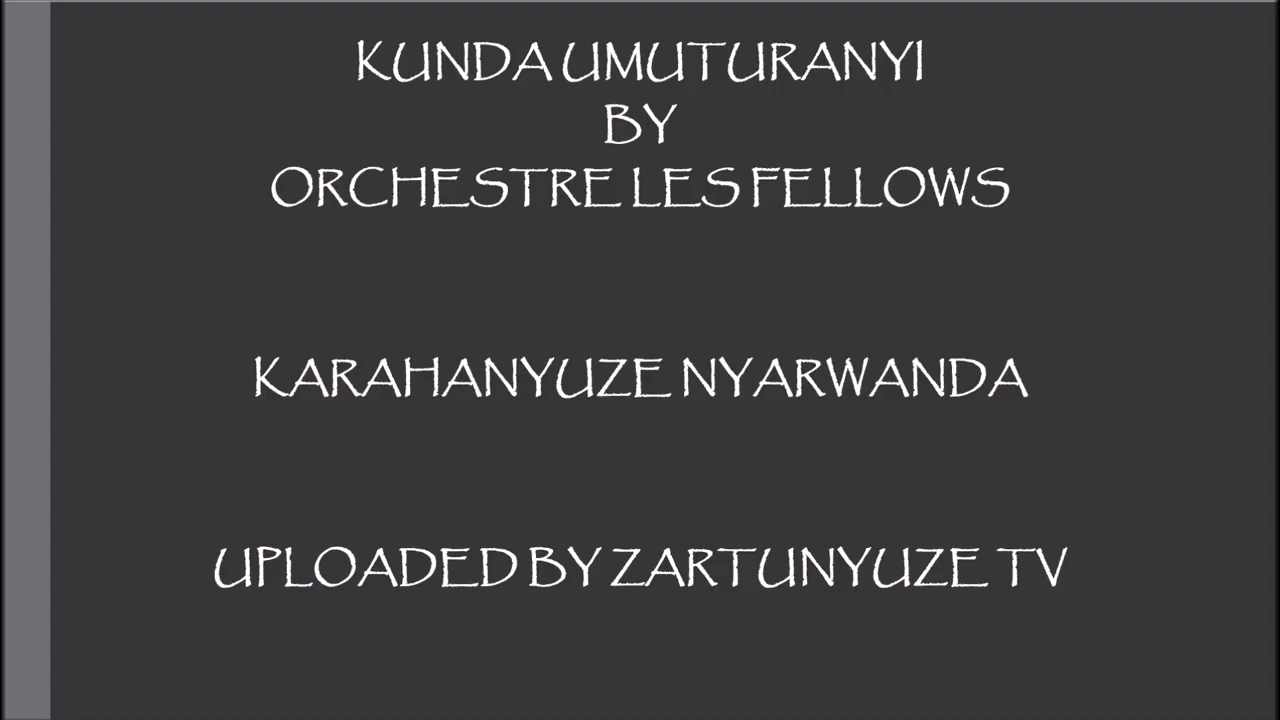 KUNDA UMUTURANYI
BY
ORCHESTRE LES FELLOWS
KARAHANYUZE NYARWANDA
UPLOADED BY ZARTUNYUZE TV